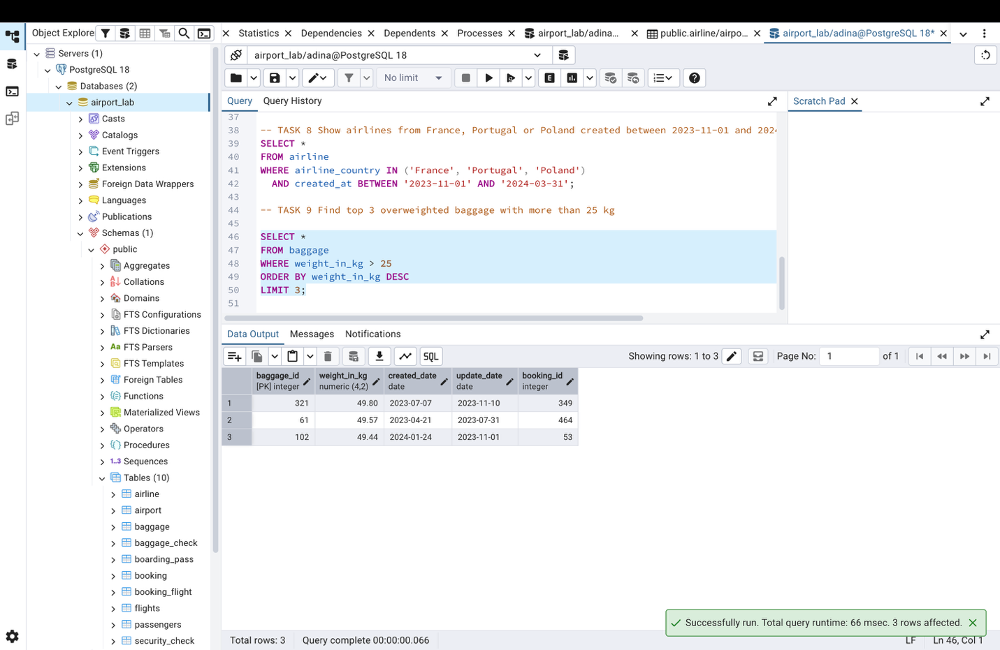 Object Explore
Statistics
Dependencies
Dependents
Processes
airport_lab/adina...
public.airline/airpo...
airport_lab/adina@PostgreSQL 18*
Servers (1)
PostgreSQL 18
Databases (2)
airport_lab
Casts
Catalogs
Event Triggers
Extensions
Foreign Data Wrappers
Languages
Publications
Schemas (1)
public
Aggregates
Collations
Domains
FTS Configurations
FTS Dictionaries
Aa FTS Parsers
FTS Templates
Foreign Tables
Functions
Materialized Views
Operators
Procedures
1..3 Sequences
Tables (10)
airline
airport
baggage
baggage_check
boarding_pass
booking
booking_flight
flights
passengers
security_check
airport_lab/adina@PostgreSQL 18
No limit
E
Query Query History
Scratch Pad
37
38 -- TASK 8 Show airlines from France, Portugal or Poland created between 2023-11-01 and 2024
39 SELECT *
40 FROM airline
41 WHERE airline_country IN ('France', 'Portugal', 'Poland')
42 AND created_at BETWEEN '2023-11-01' AND '2024-03-31';
43
44 -- TASK 9 Find top 3 overweighted baggage with more than 25 kg
45
46 SELECT *
47 FROM baggage
48 WHERE weight_in_kg > 25
49 ORDER BY weight_in_kg DESC
50 LIMIT 3;
51
Data Output Messages Notifications
SQL
Showing rows: 1 to 3
Page No: 1 of 1
baggage_id weight_in_kg created_date update_date booking_id
[PK] integer numeric (4,2) date date integer
1 321 49.80 2023-07-07 2023-11-10 349
2 61 49.57 2023-04-21 2023-07-31 464
3 102 49.44 2024-01-24 2023-11-01 53
Successfully run. Total query runtime: 66 msec. 3 rows affected.
Total rows: 3 Query complete 00:00:00.066
LF Ln 46, Col 1